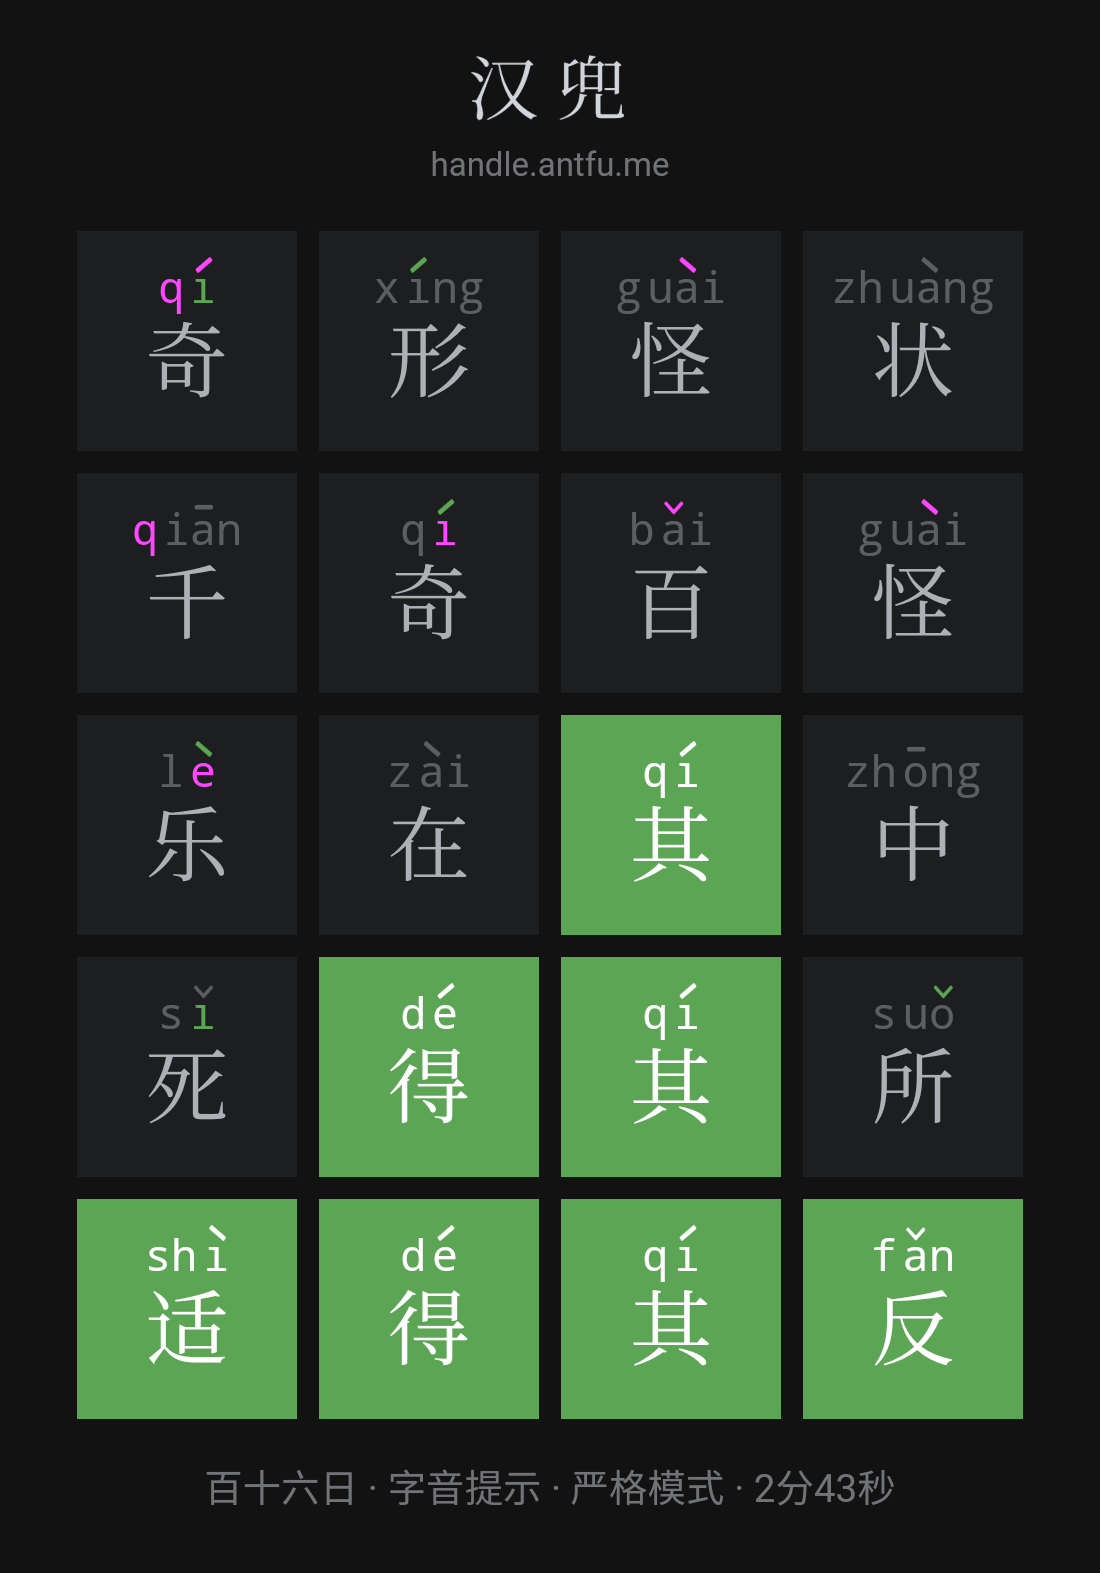 汉兜
handle.antfu.me
qí xíng guài zhuàng
奇 形 怪 状
qiān qí bǎi guài
千 奇 百 怪
lè zài qí zhōng
乐 在 其 中
sǐ dé qí suǒ
死 得 其 所
shì dé qí fǎn
适 得 其 反
百十六日 · 字音提示 · 严格模式 · 2分43秒